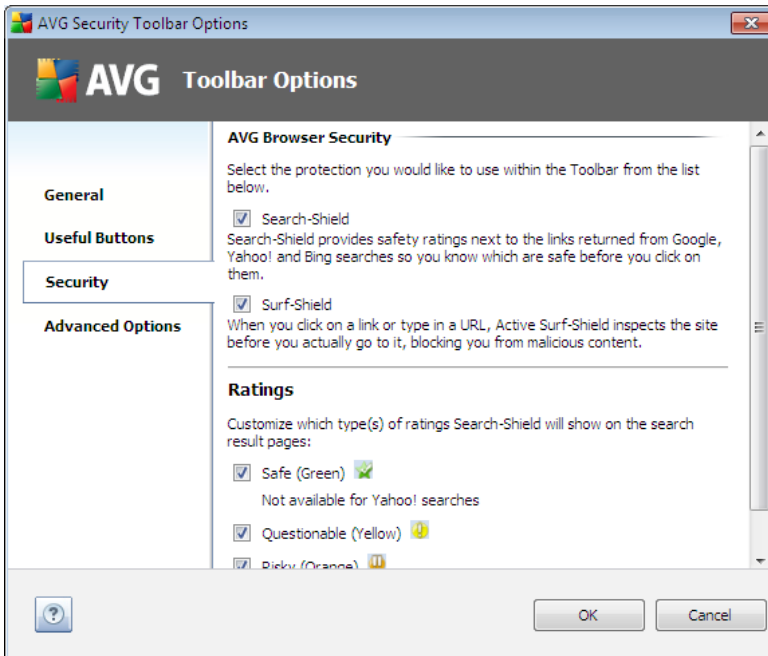 AVG Security Toolbar Options
AVG Toolbar Options
General
Useful Buttons
Security
Advanced Options
AVG Browser Security
Select the protection you would like to use within the Toolbar from the list
below.
Search-Shield
Search-Shield provides safety ratings next to the links returned from Google,
Yahoo! and Bing searches so you know which are safe before you click on
them.
Surf-Shield
When you click on a link or type in a URL, Active Surf-Shield inspects the site
before you actually go to it, blocking you from malicious content.
Ratings
Customize which type(s) of ratings Search-Shield will show on the search
result pages:
Safe (Green)
Not available for Yahoo! searches
Questionable (Yellow)
Risky (Orange)
OK
Cancel